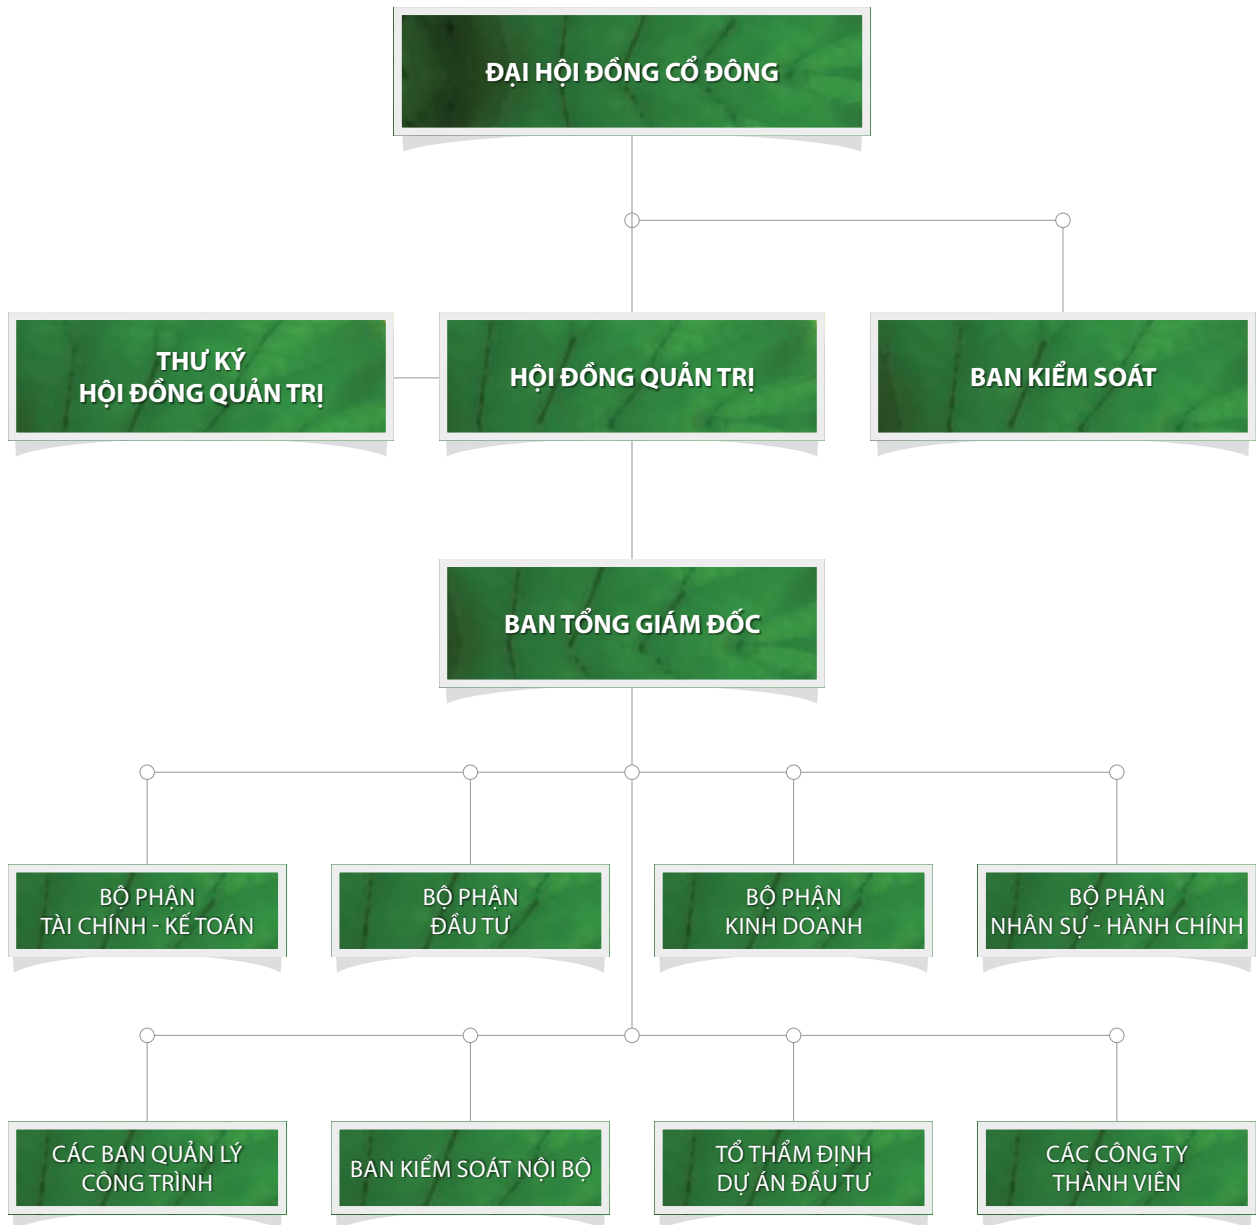 ĐẠI HỘI ĐỒNG CỔ ĐÔNG
THƯ KÝ
HỘI ĐỒNG QUẢN TRỊ
HỘI ĐỒNG QUẢN TRỊ
BAN KIỂM SOÁT
BAN TỔNG GIÁM ĐỐC
BỘ PHẬN
TÀI CHÍNH - KẾ TOÁN
BỘ PHẬN
ĐẦU TƯ
BỘ PHẬN
KINH DOANH
BỘ PHẬN
NHÂN SỰ - HÀNH CHÍNH
CÁC BAN QUẢN LÝ
CÔNG TRÌNH
BAN KIỂM SOÁT NỘI BỘ
TỔ THẨM ĐỊNH
DỰ ÁN ĐẦU TƯ
CÁC CÔNG TY
THÀNH VIÊN